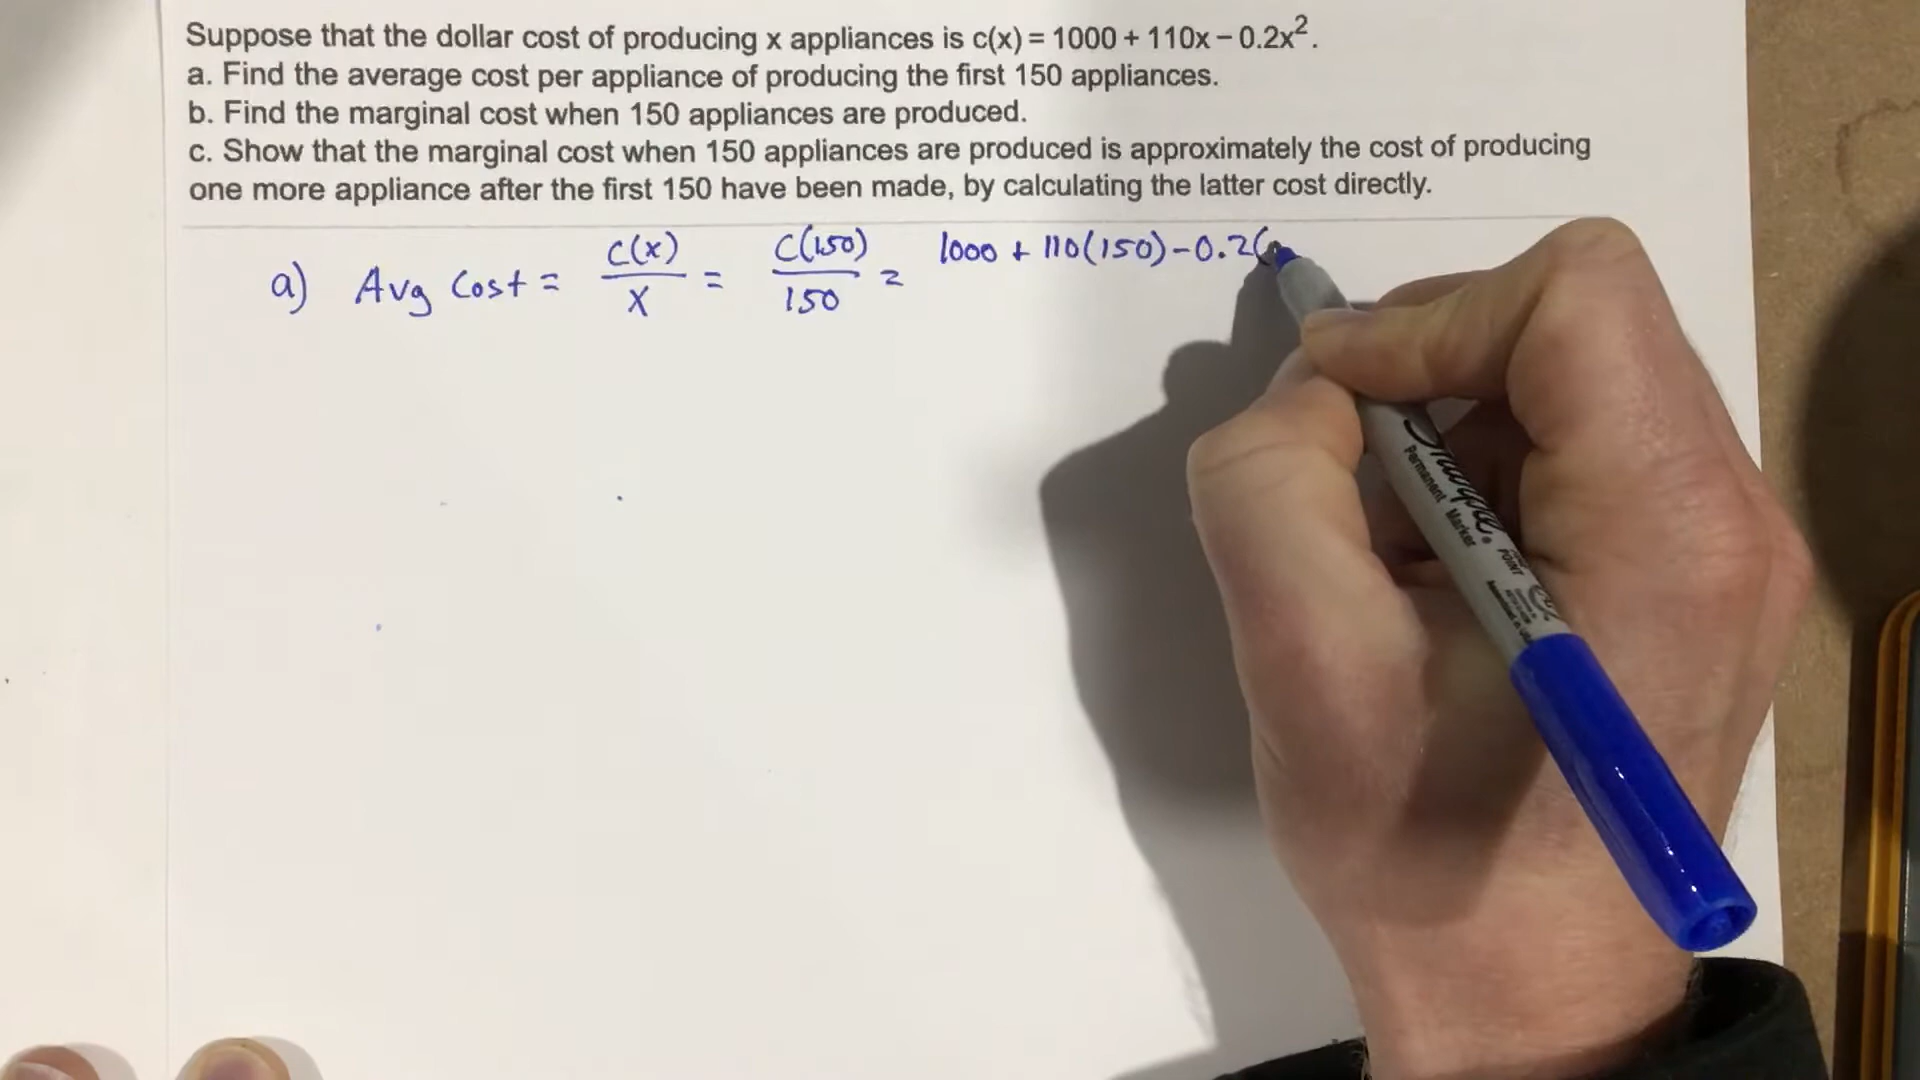 Suppose that the dollar cost of producing x appliances is c(x) = 1000 + 110x − 0.2x².
a. Find the average cost per appliance of producing the first 150 appliances.
b. Find the marginal cost when 150 appliances are produced.
c. Show that the marginal cost when 150 appliances are produced is approximately the cost of producing
one more appliance after the first 150 have been made, by calculating the latter cost directly.
a) Avg Cost = C(x)/X = C(150)/150 = 1000 + 110(150) - 0.2(
Sharpie.
Permanent Marker